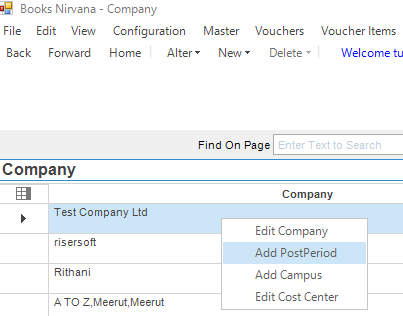 Books Nirvana - Company
File Edit View Configuration Master Vouchers Voucher Items
Back Forward Home Alter New Delete Welcome tu
Find On Page Enter Text to Search
Company
Company
Test Company Ltd
risersoft
Rithani
A TO Z,Meerut,Meerut
Edit Company
Add PostPeriod
Add Campus
Edit Cost Center